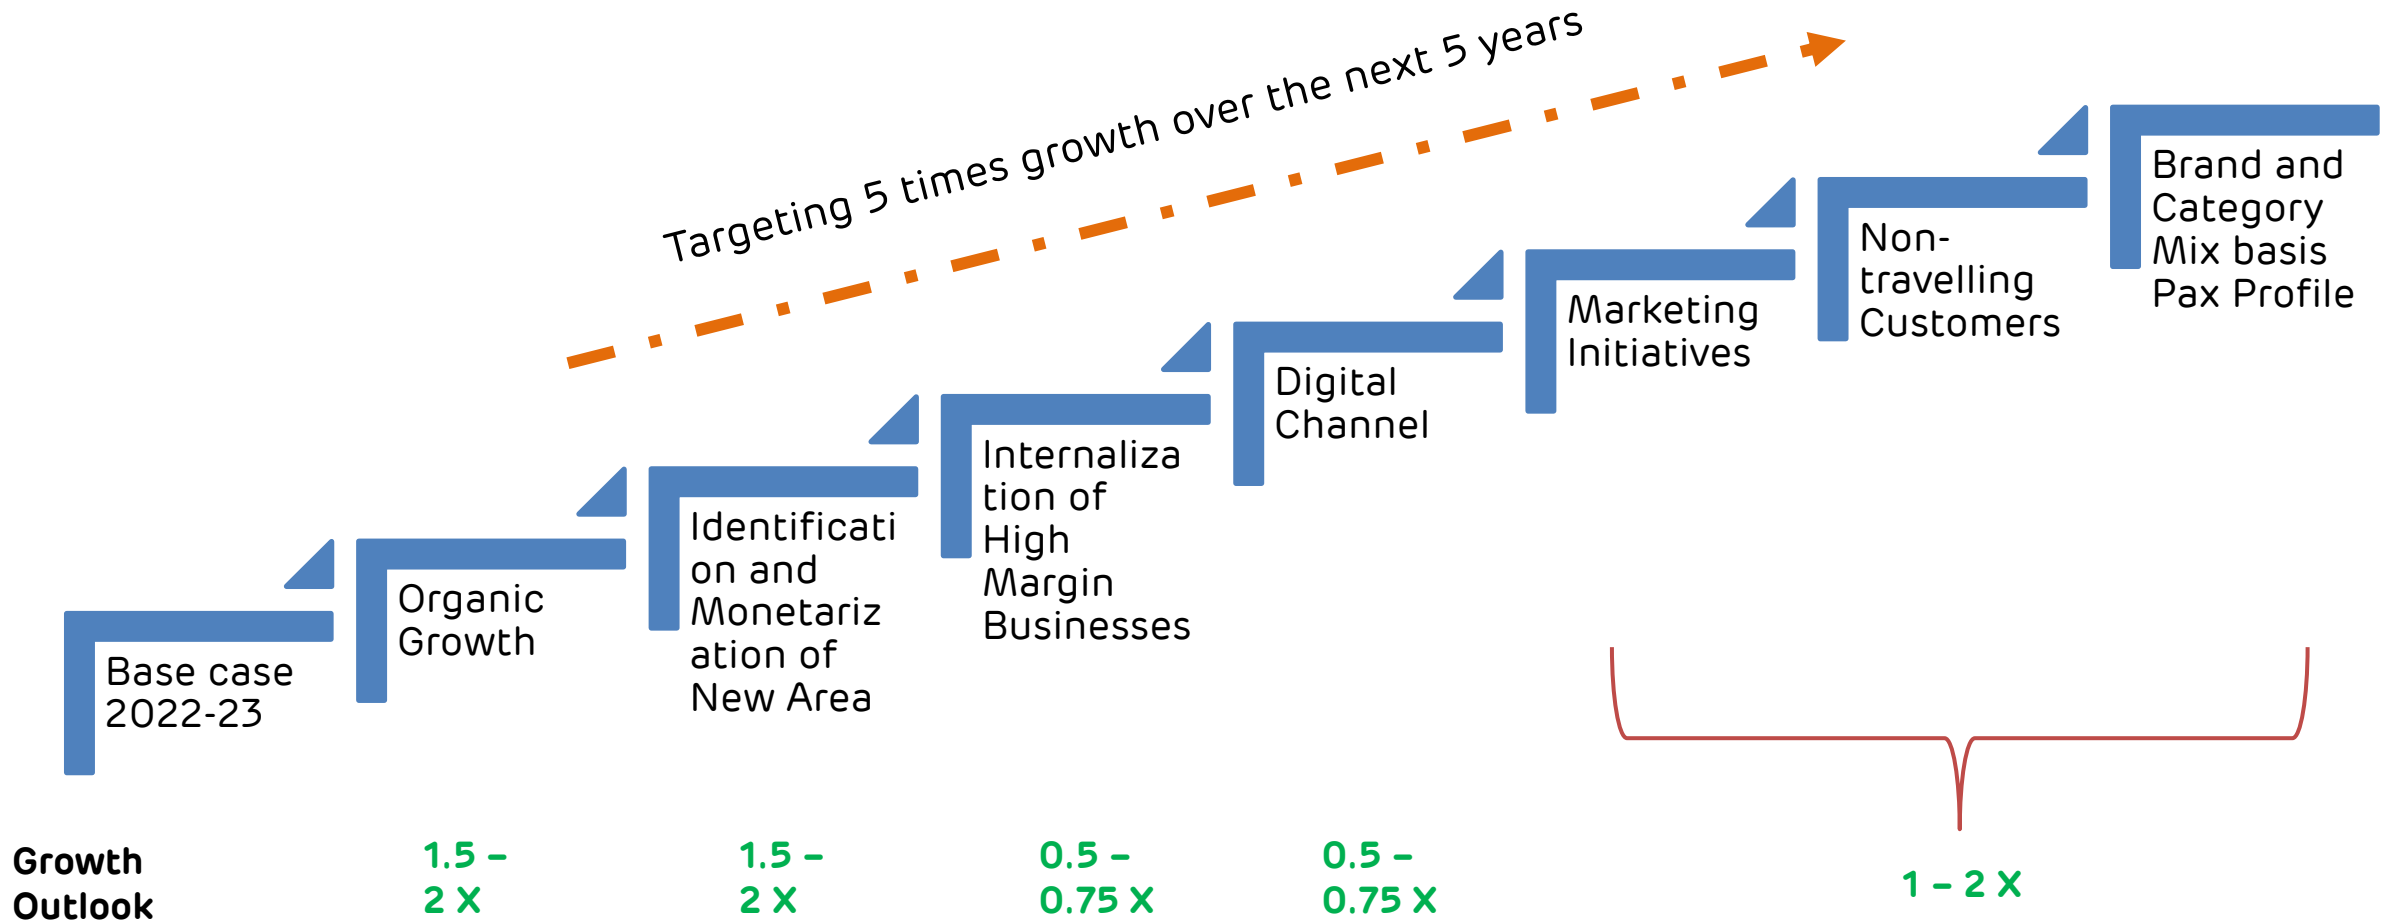 Targeting 5 times growth over the next 5 years
Base case
2022-23
Organic
Growth
Identificati
on and
Monetariz
ation of
New Area
Internaliza
tion of
High
Margin
Businesses
Digital
Channel
Marketing
Initiatives
Non-
travelling
Customers
Brand and
Category
Mix basis
Pax Profile
Growth
Outlook
1.5 –
2 X
1.5 –
2 X
0.5 –
0.75 X
0.5 –
0.75 X
1 – 2 X